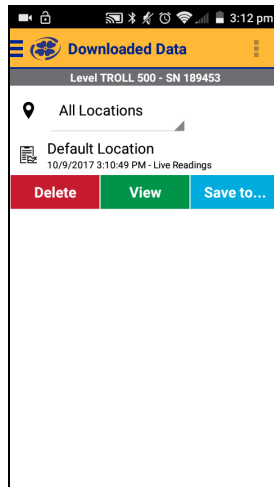 3:12 pm
Downloaded Data
Level TROLL 500 - SN 189453
All Locations
Default Location
10/9/2017 3:10:49 PM - Live Readings
Delete View Save to...